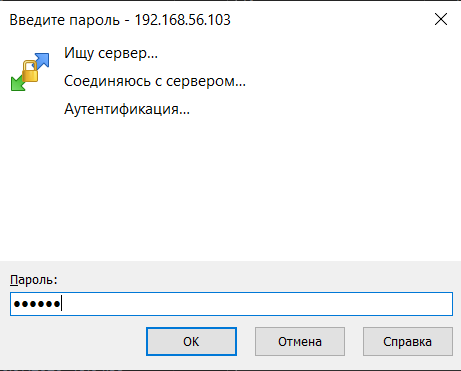 Введите пароль - 192.168.56.103
Ищу сервер...
Соединяюсь с сервером...
Аутентификация...
Пароль:
●●●●●●
OK Отмена Справка